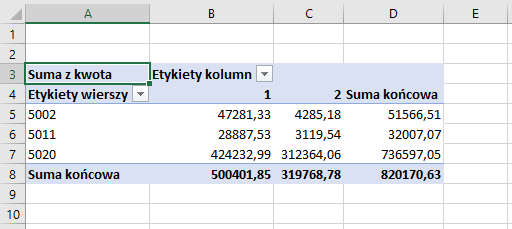 A B C D E
1
2
3 Suma z kwota Etykiety kolumn
4 Etykiety wierszy 1 2 Suma końcowa
5 5002 47281,33 4285,18 51566,51
6 5011 28887,53 3119,54 32007,07
7 5020 424232,99 312364,06 736597,05
8 Suma końcowa 500401,85 319768,78 820170,63
9
10